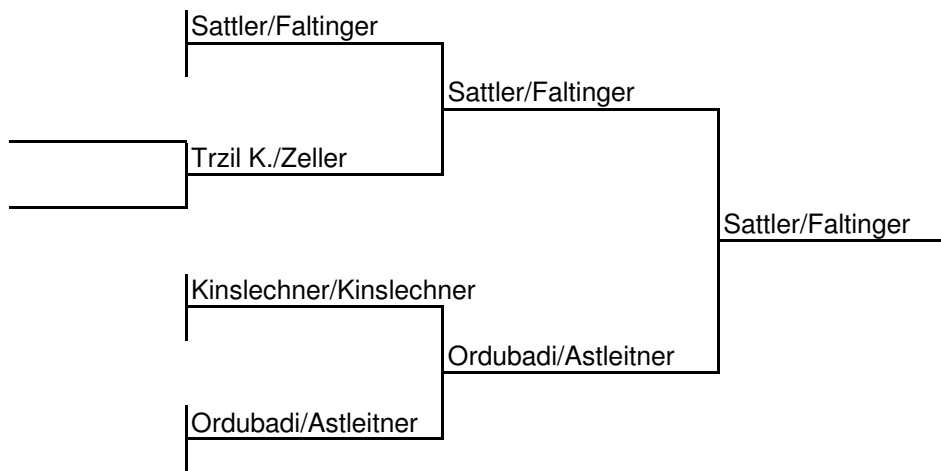 Sattler/Faltinger
Sattler/Faltinger
Trzil K./Zeller
Sattler/Faltinger
Kinslechner/Kinslechner
Ordubadi/Astleitner
Ordubadi/Astleitner